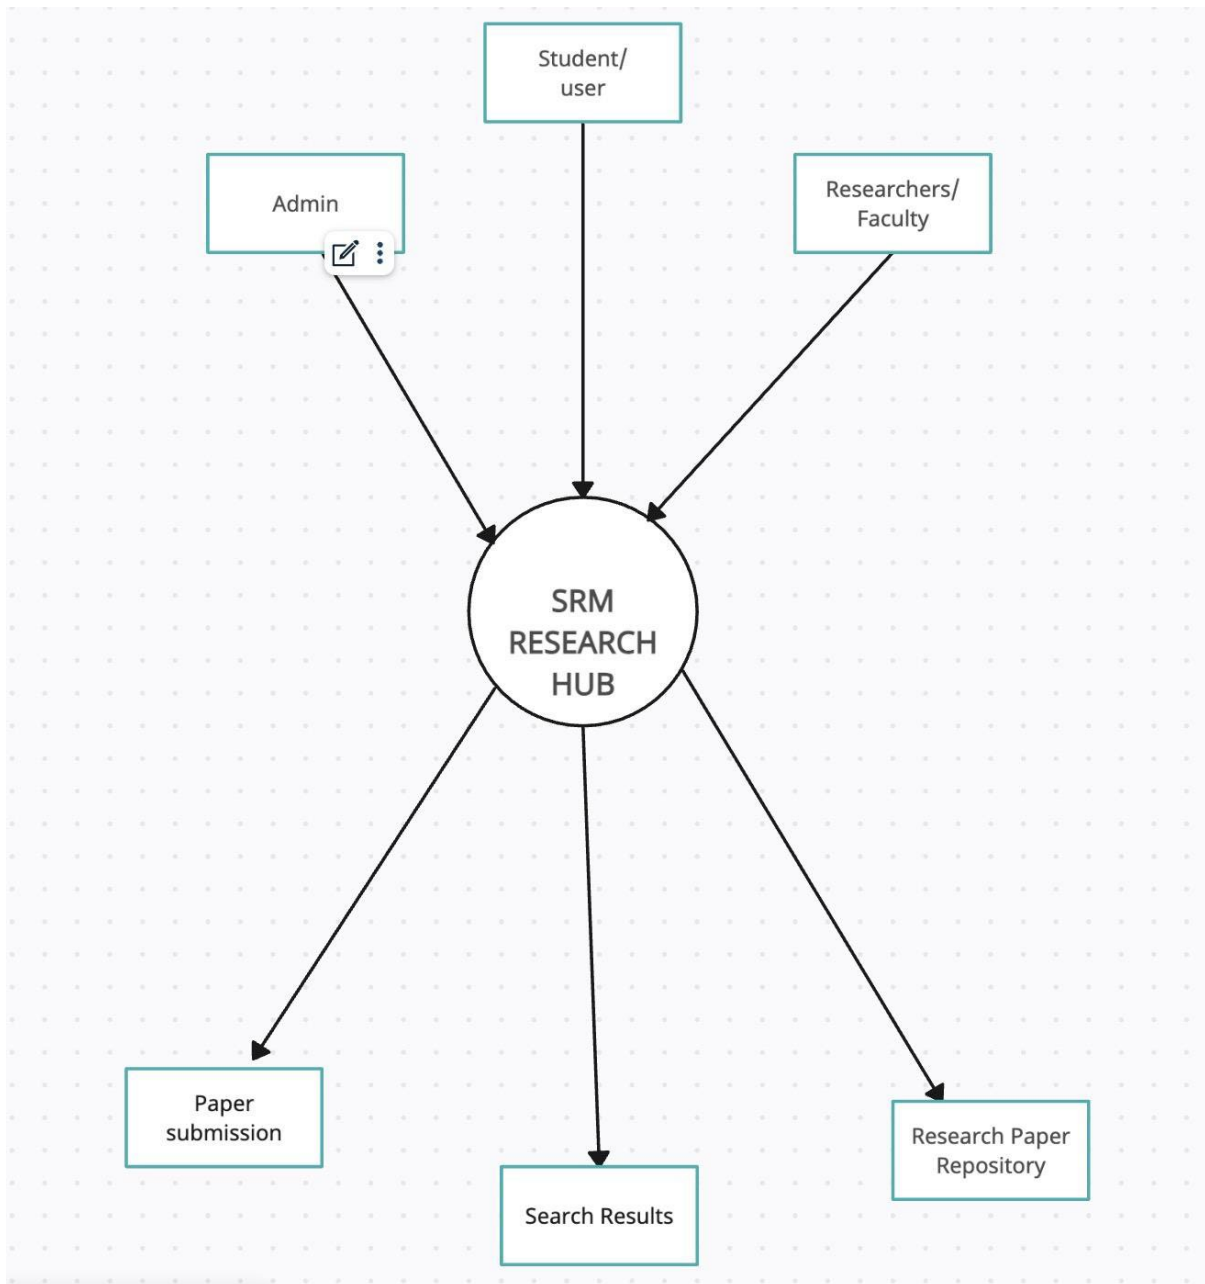 Student/
user
Admin
Researchers/
Faculty
SRM
RESEARCH
HUB
Paper
submission
Research Paper
Repository
Search Results